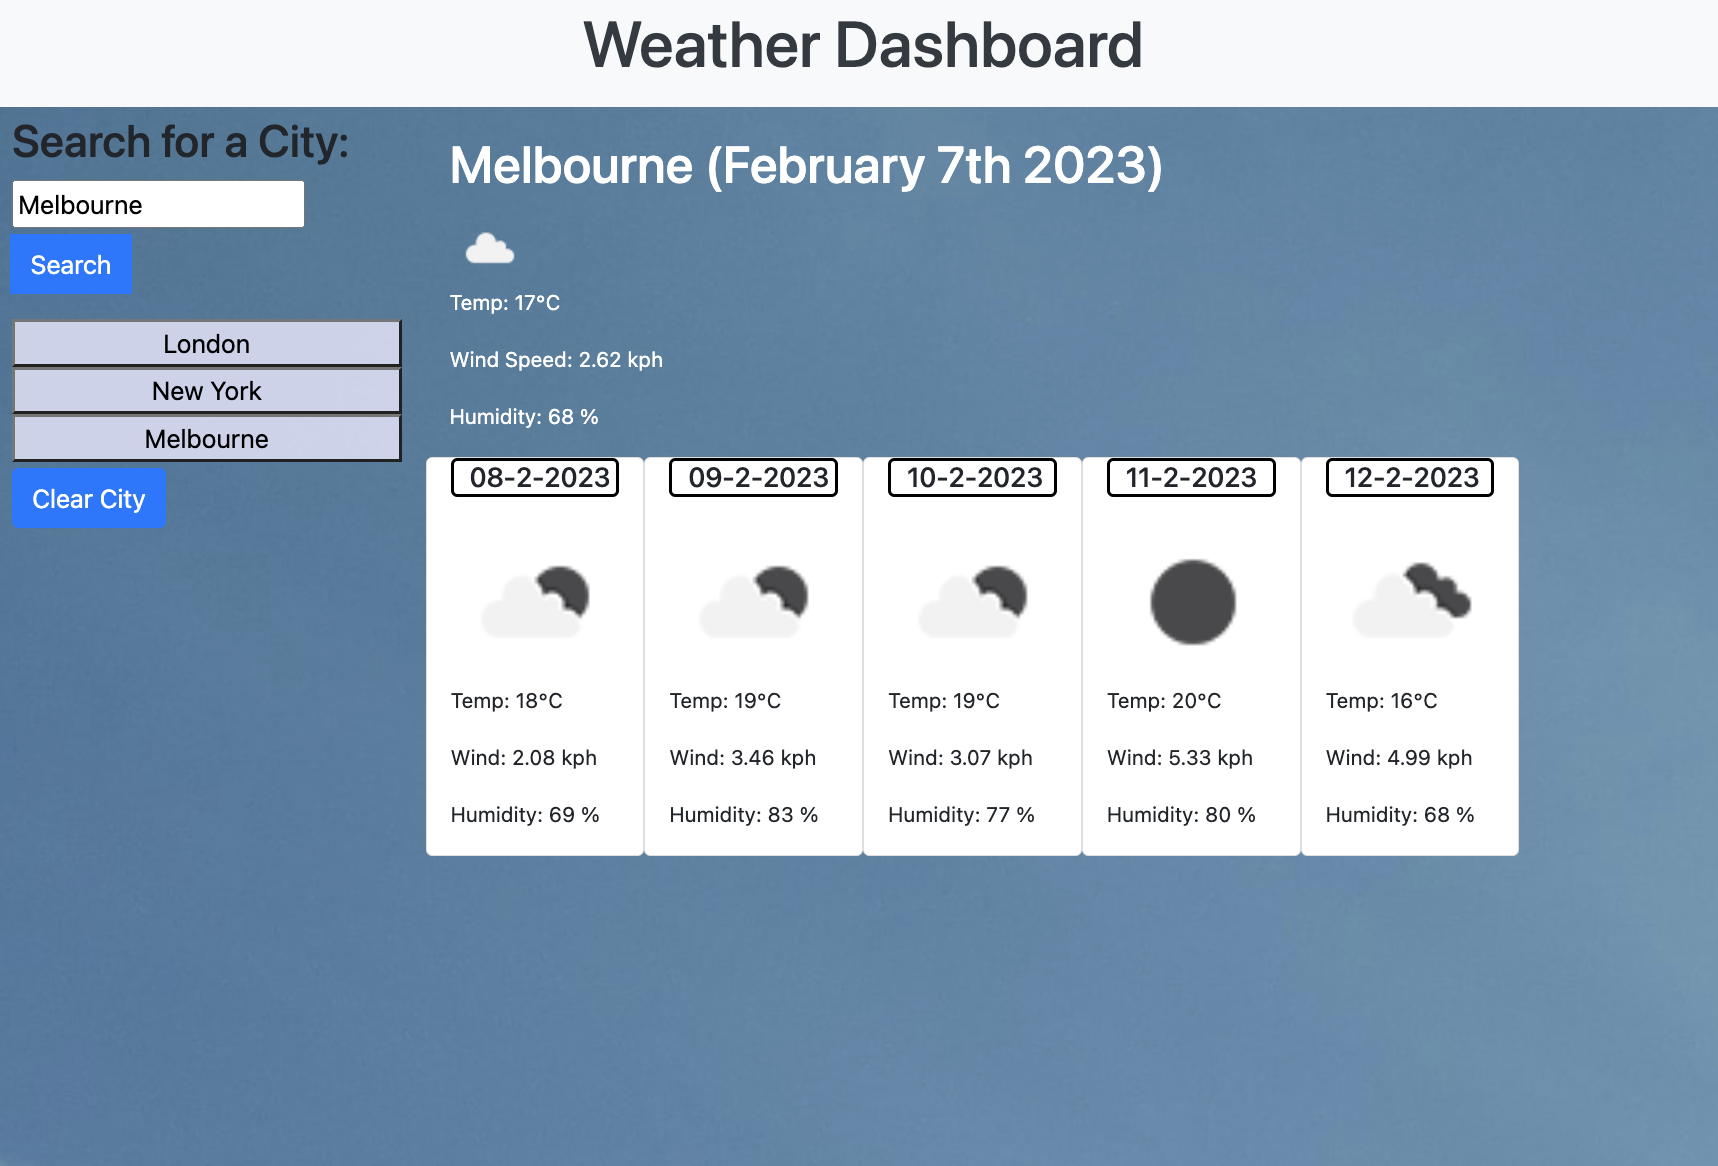 Weather Dashboard
Search for a City:
Melbourne
Search
London
New York
Melbourne
Clear City
Melbourne (February 7th 2023)
Temp: 17°C
Wind Speed: 2.62 kph
Humidity: 68 %
08-2-2023
Temp: 18°C
Wind: 2.08 kph
Humidity: 69 %
09-2-2023
Temp: 19°C
Wind: 3.46 kph
Humidity: 83 %
10-2-2023
Temp: 19°C
Wind: 3.07 kph
Humidity: 77 %
11-2-2023
Temp: 20°C
Wind: 5.33 kph
Humidity: 80 %
12-2-2023
Temp: 16°C
Wind: 4.99 kph
Humidity: 68 %